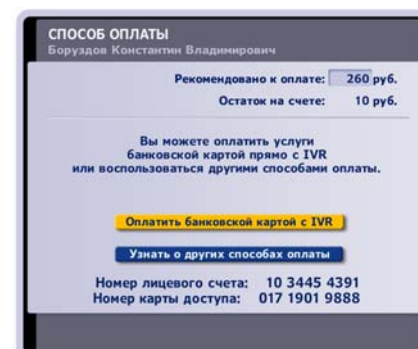 СПОСОБ ОПЛАТЫ
Боруздов Константин Владимирович
Рекомендовано к оплате: 260 руб.
Остаток на счете: 10 руб.
Вы можете оплатить услуги
банковской картой прямо с IVR
или воспользоваться другими способами оплаты.
Оплатить банковской картой с IVR
Узнать о других способах оплаты
Номер лицевого счета: 10 3445 4391
Номер карты доступа: 017 1901 9888